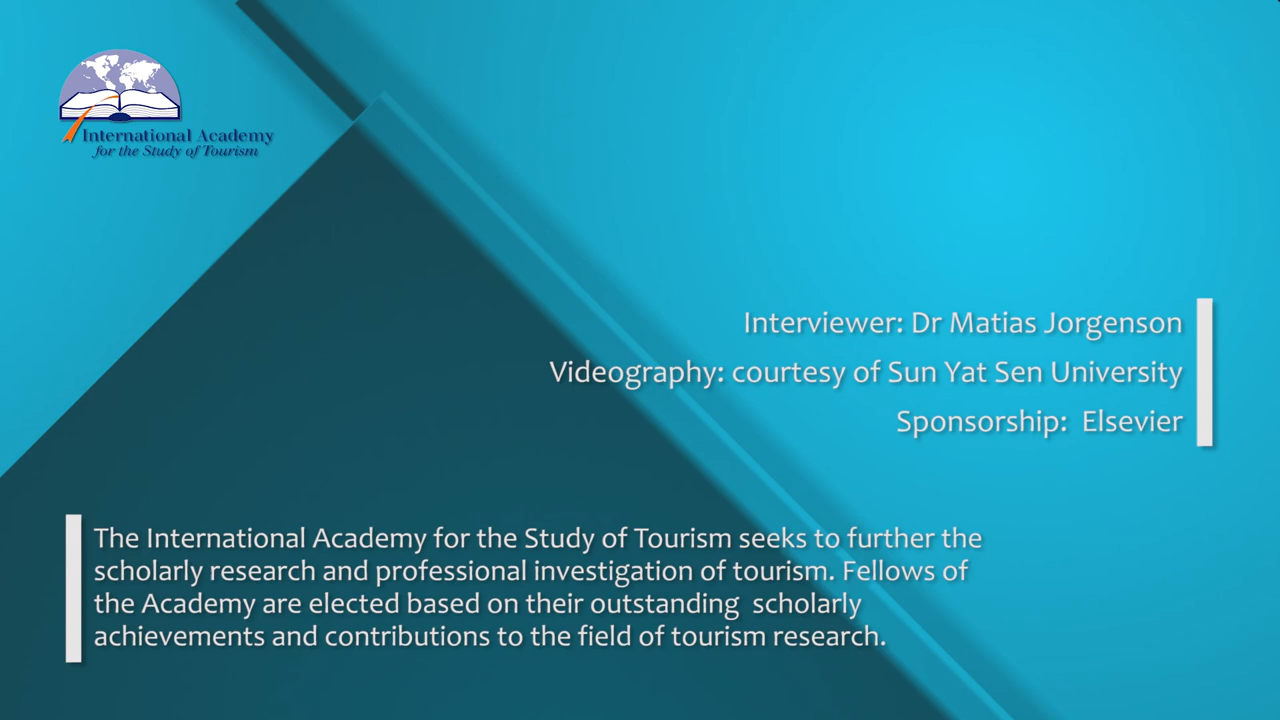 International Academy
for the Study of Tourism
Interviewer: Dr Matias Jorgenson
Videography: courtesy of Sun Yat Sen University
Sponsorship:  Elsevier
The International Academy for the Study of Tourism seeks to further the
scholarly research and professional investigation of tourism. Fellows of
the Academy are elected based on their outstanding  scholarly
achievements and contributions to the field of tourism research.